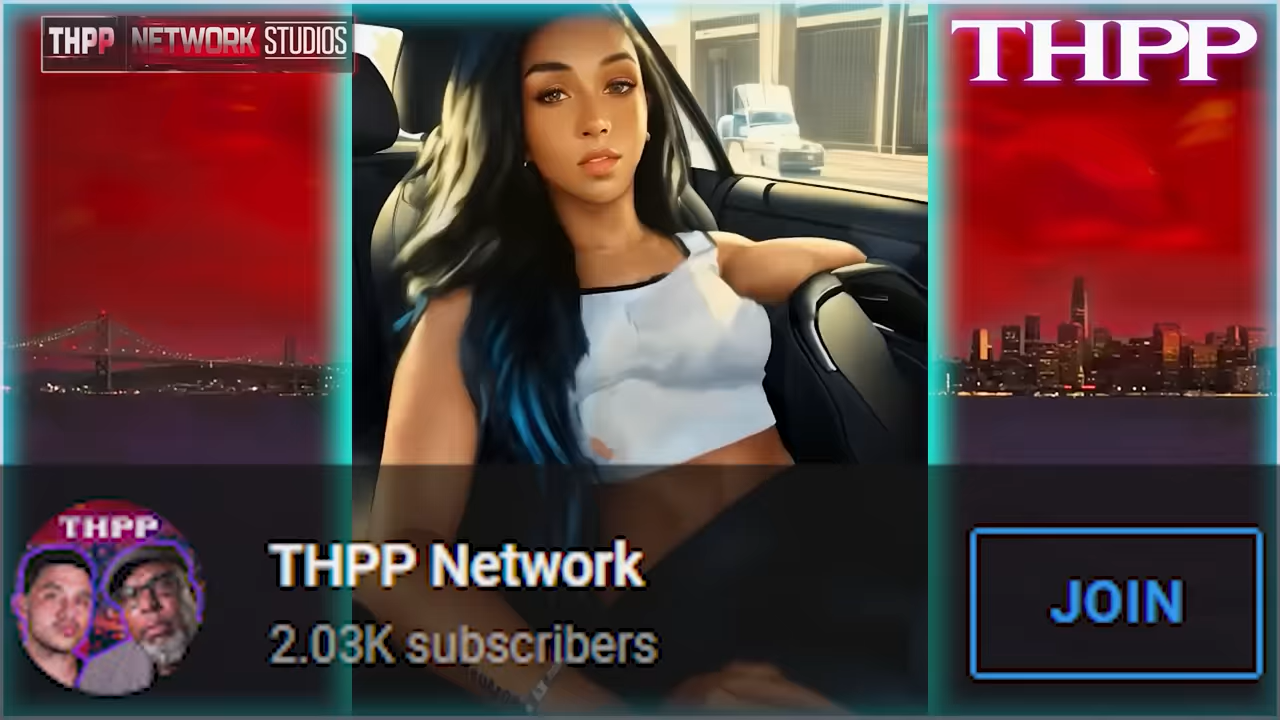 THPP NETWORK STUDIOS
THPP
THPP
THPP Network
2.03K subscribers
JOIN